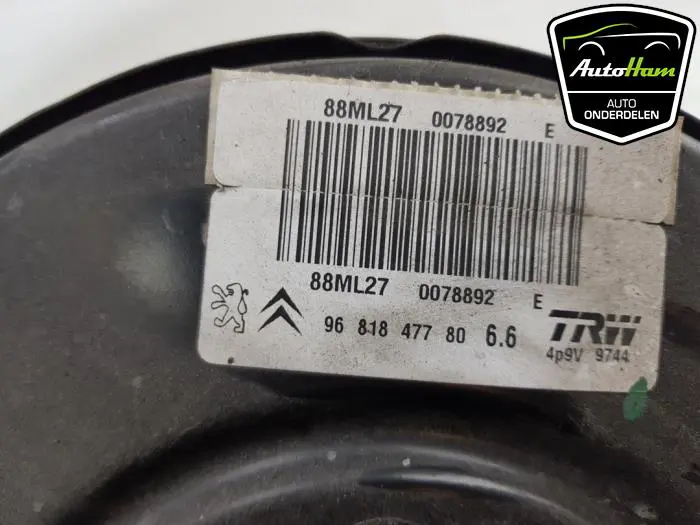 AutoHam
AUTO
ONDERDELEN
88ML27 0078892 E
88ML27 0078892 E
96 818 477 80 6.6 TRW
4p9V 9744